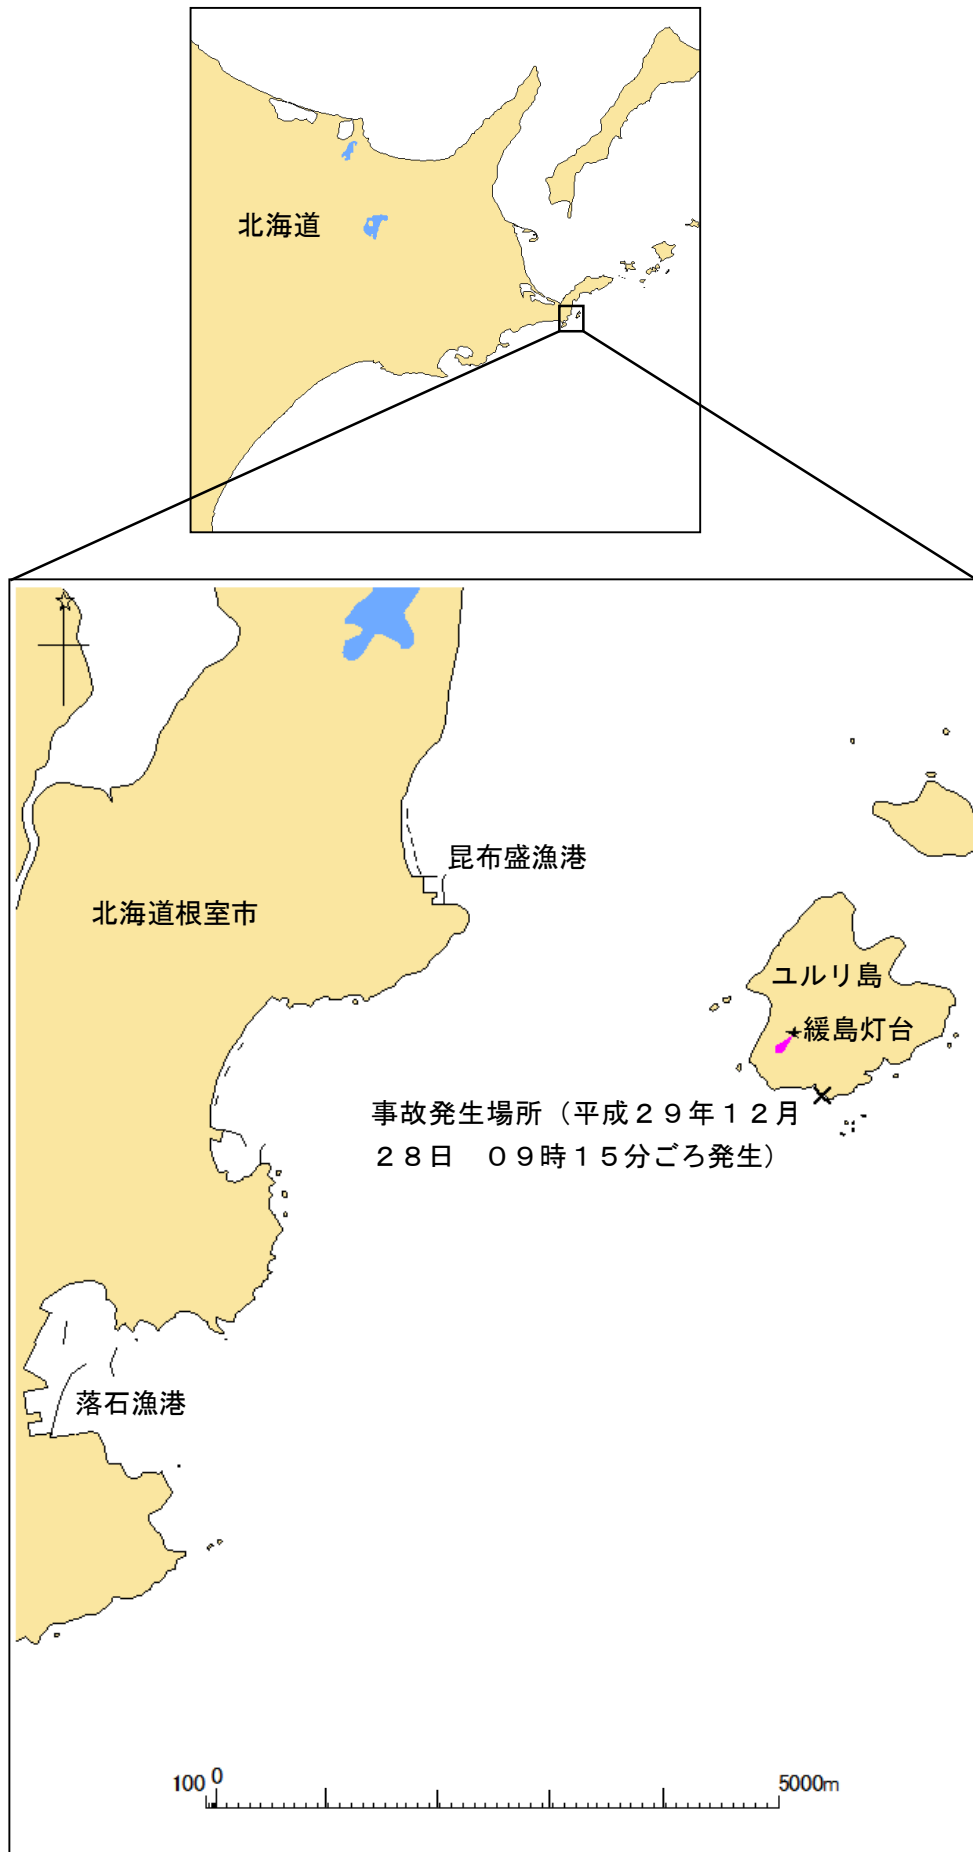 北海道
昆布盛漁港
北海道根室市
ユルリ島
緩島灯台
事故発生場所（平成２９年１２月
２８日　０９時１５分ごろ発生）
落石漁港
100 0 5000m